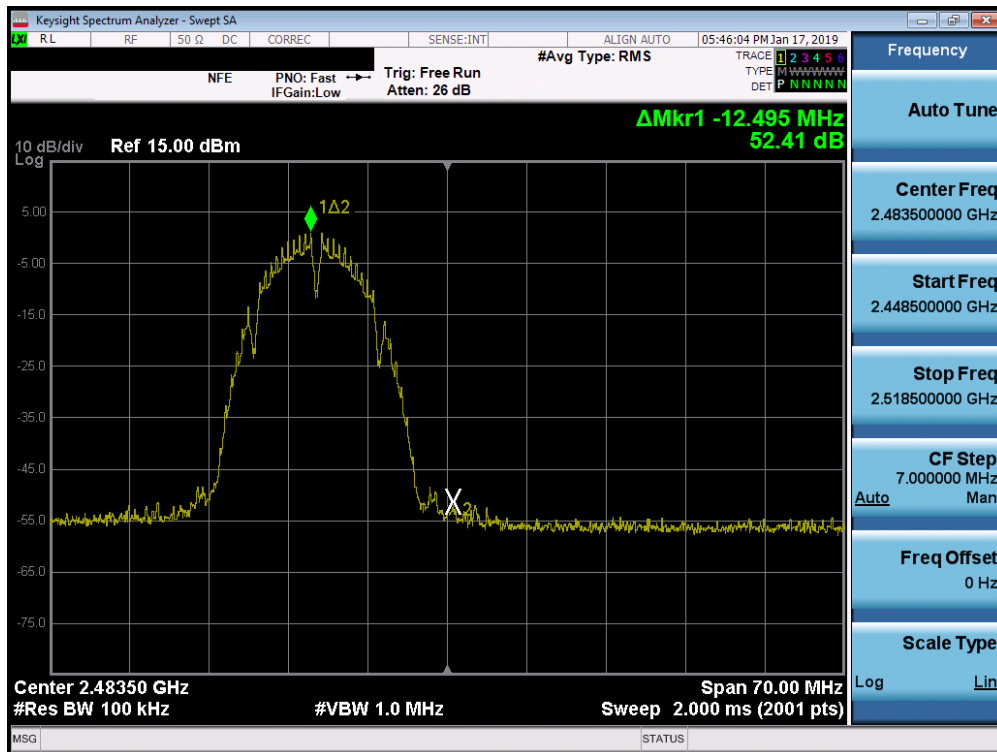 Keysight Spectrum Analyzer - Swept SA
LXI RL RF 50 Ω DC CORREC SENSE:INT ALIGN AUTO 05:46:04 PM Jan 17, 2019
#Avg Type: RMS
TRACE 1 2 3 4 5 6
TYPE M WWWWW
DET P N N N N N
NFE PNO: Fast Trig: Free Run
IFGain:Low Atten: 26 dB
ΔMkr1 -12.495 MHz
52.41 dB
10 dB/div Ref 15.00 dBm
Log
1Δ2
5.00
-5.00
-15.0
-25.0
-35.0
-45.0
X2
-55.0
-65.0
-75.0
Center 2.48350 GHz Span 70.00 MHz
#Res BW 100 kHz #VBW 1.0 MHz Sweep 2.000 ms (2001 pts)
MSG STATUS
Frequency
Auto Tune
Center Freq
2.483500000 GHz
Start Freq
2.448500000 GHz
Stop Freq
2.518500000 GHz
CF Step
7.000000 MHz
Auto Man
Freq Offset
0 Hz
Scale Type
Log Lin